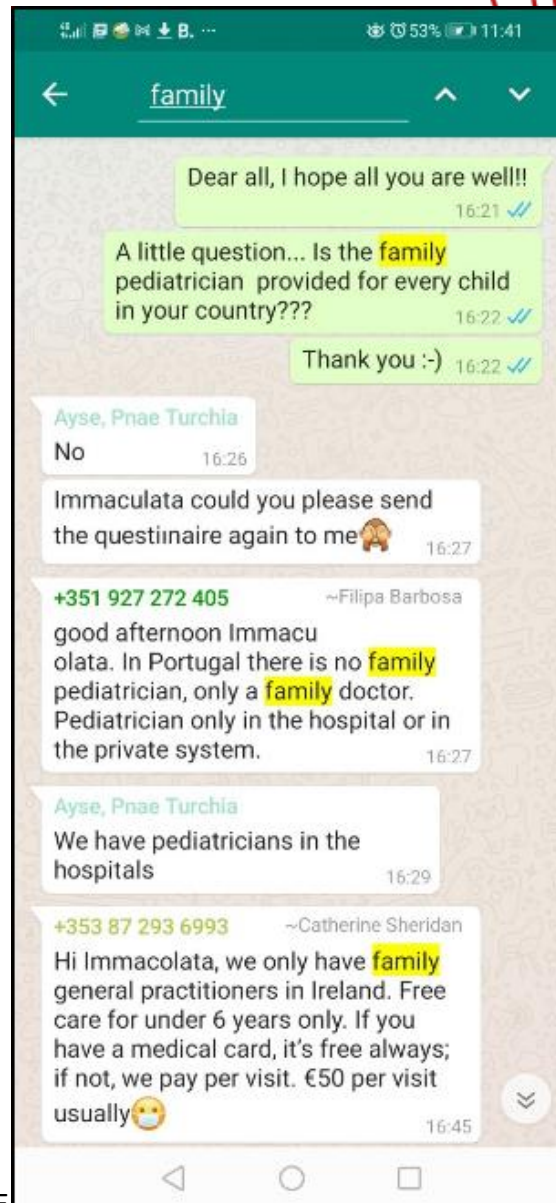 B. ... 53% 11:41
family
Dear all, I hope all you are well!!
16:21
A little question... Is the family
pediatrician provided for every child
in your country???
16:22
Thank you :-) 16:22
Ayse, Pnae Turchia
No
16:26
Immaculata could you please send
the questiinaire again to me
16:27
+351 927 272 405 ~Filipa Barbosa
good afternoon Immacu
olata. In Portugal there is no family
pediatrician, only a family doctor.
Pediatrician only in the hospital or in
the private system.
16:27
Ayse, Pnae Turchia
We have pediatricians in the
hospitals
16:29
+353 87 293 6993 ~Catherine Sheridan
Hi Immacolata, we only have family
general practitioners in Ireland. Free
care for under 6 years only. If you
have a medical card, it's free always;
if not, we pay per visit. €50 per visit
usually
16:45